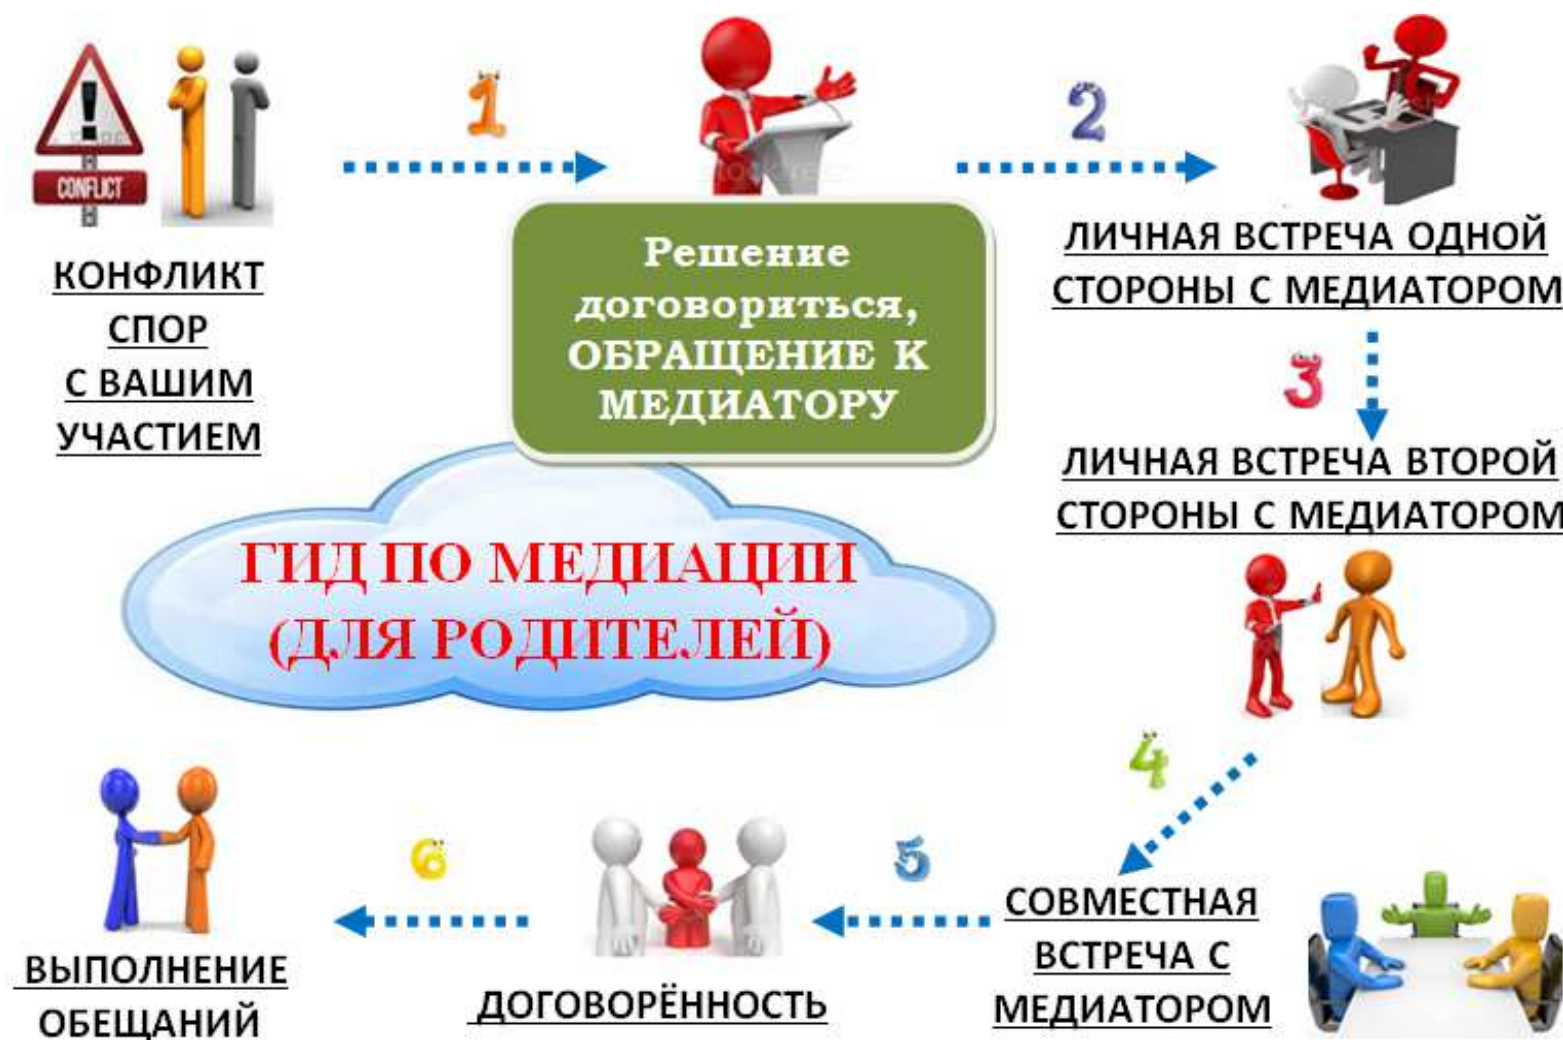 CONFLICT
КОНФЛИКТ
СПОР
С ВАШИМ
УЧАСТИЕМ
1
Решение
договориться,
ОБРАЩЕНИЕ К
МЕДИАТОРУ
2
ЛИЧНАЯ ВСТРЕЧА ОДНОЙ
СТОРОНЫ С МЕДИАТОРОМ
3
ЛИЧНАЯ ВСТРЕЧА ВТОРОЙ
СТОРОНЫ С МЕДИАТОРОМ
ГИД ПО МЕДИАЦИИ
(ДЛЯ РОДИТЕЛЕЙ)
4
СОВМЕСТНАЯ
ВСТРЕЧА С
МЕДИАТОРОМ
5
ДОГОВОРЁННОСТЬ
6
ВЫПОЛНЕНИЕ
ОБЕЩАНИЙ